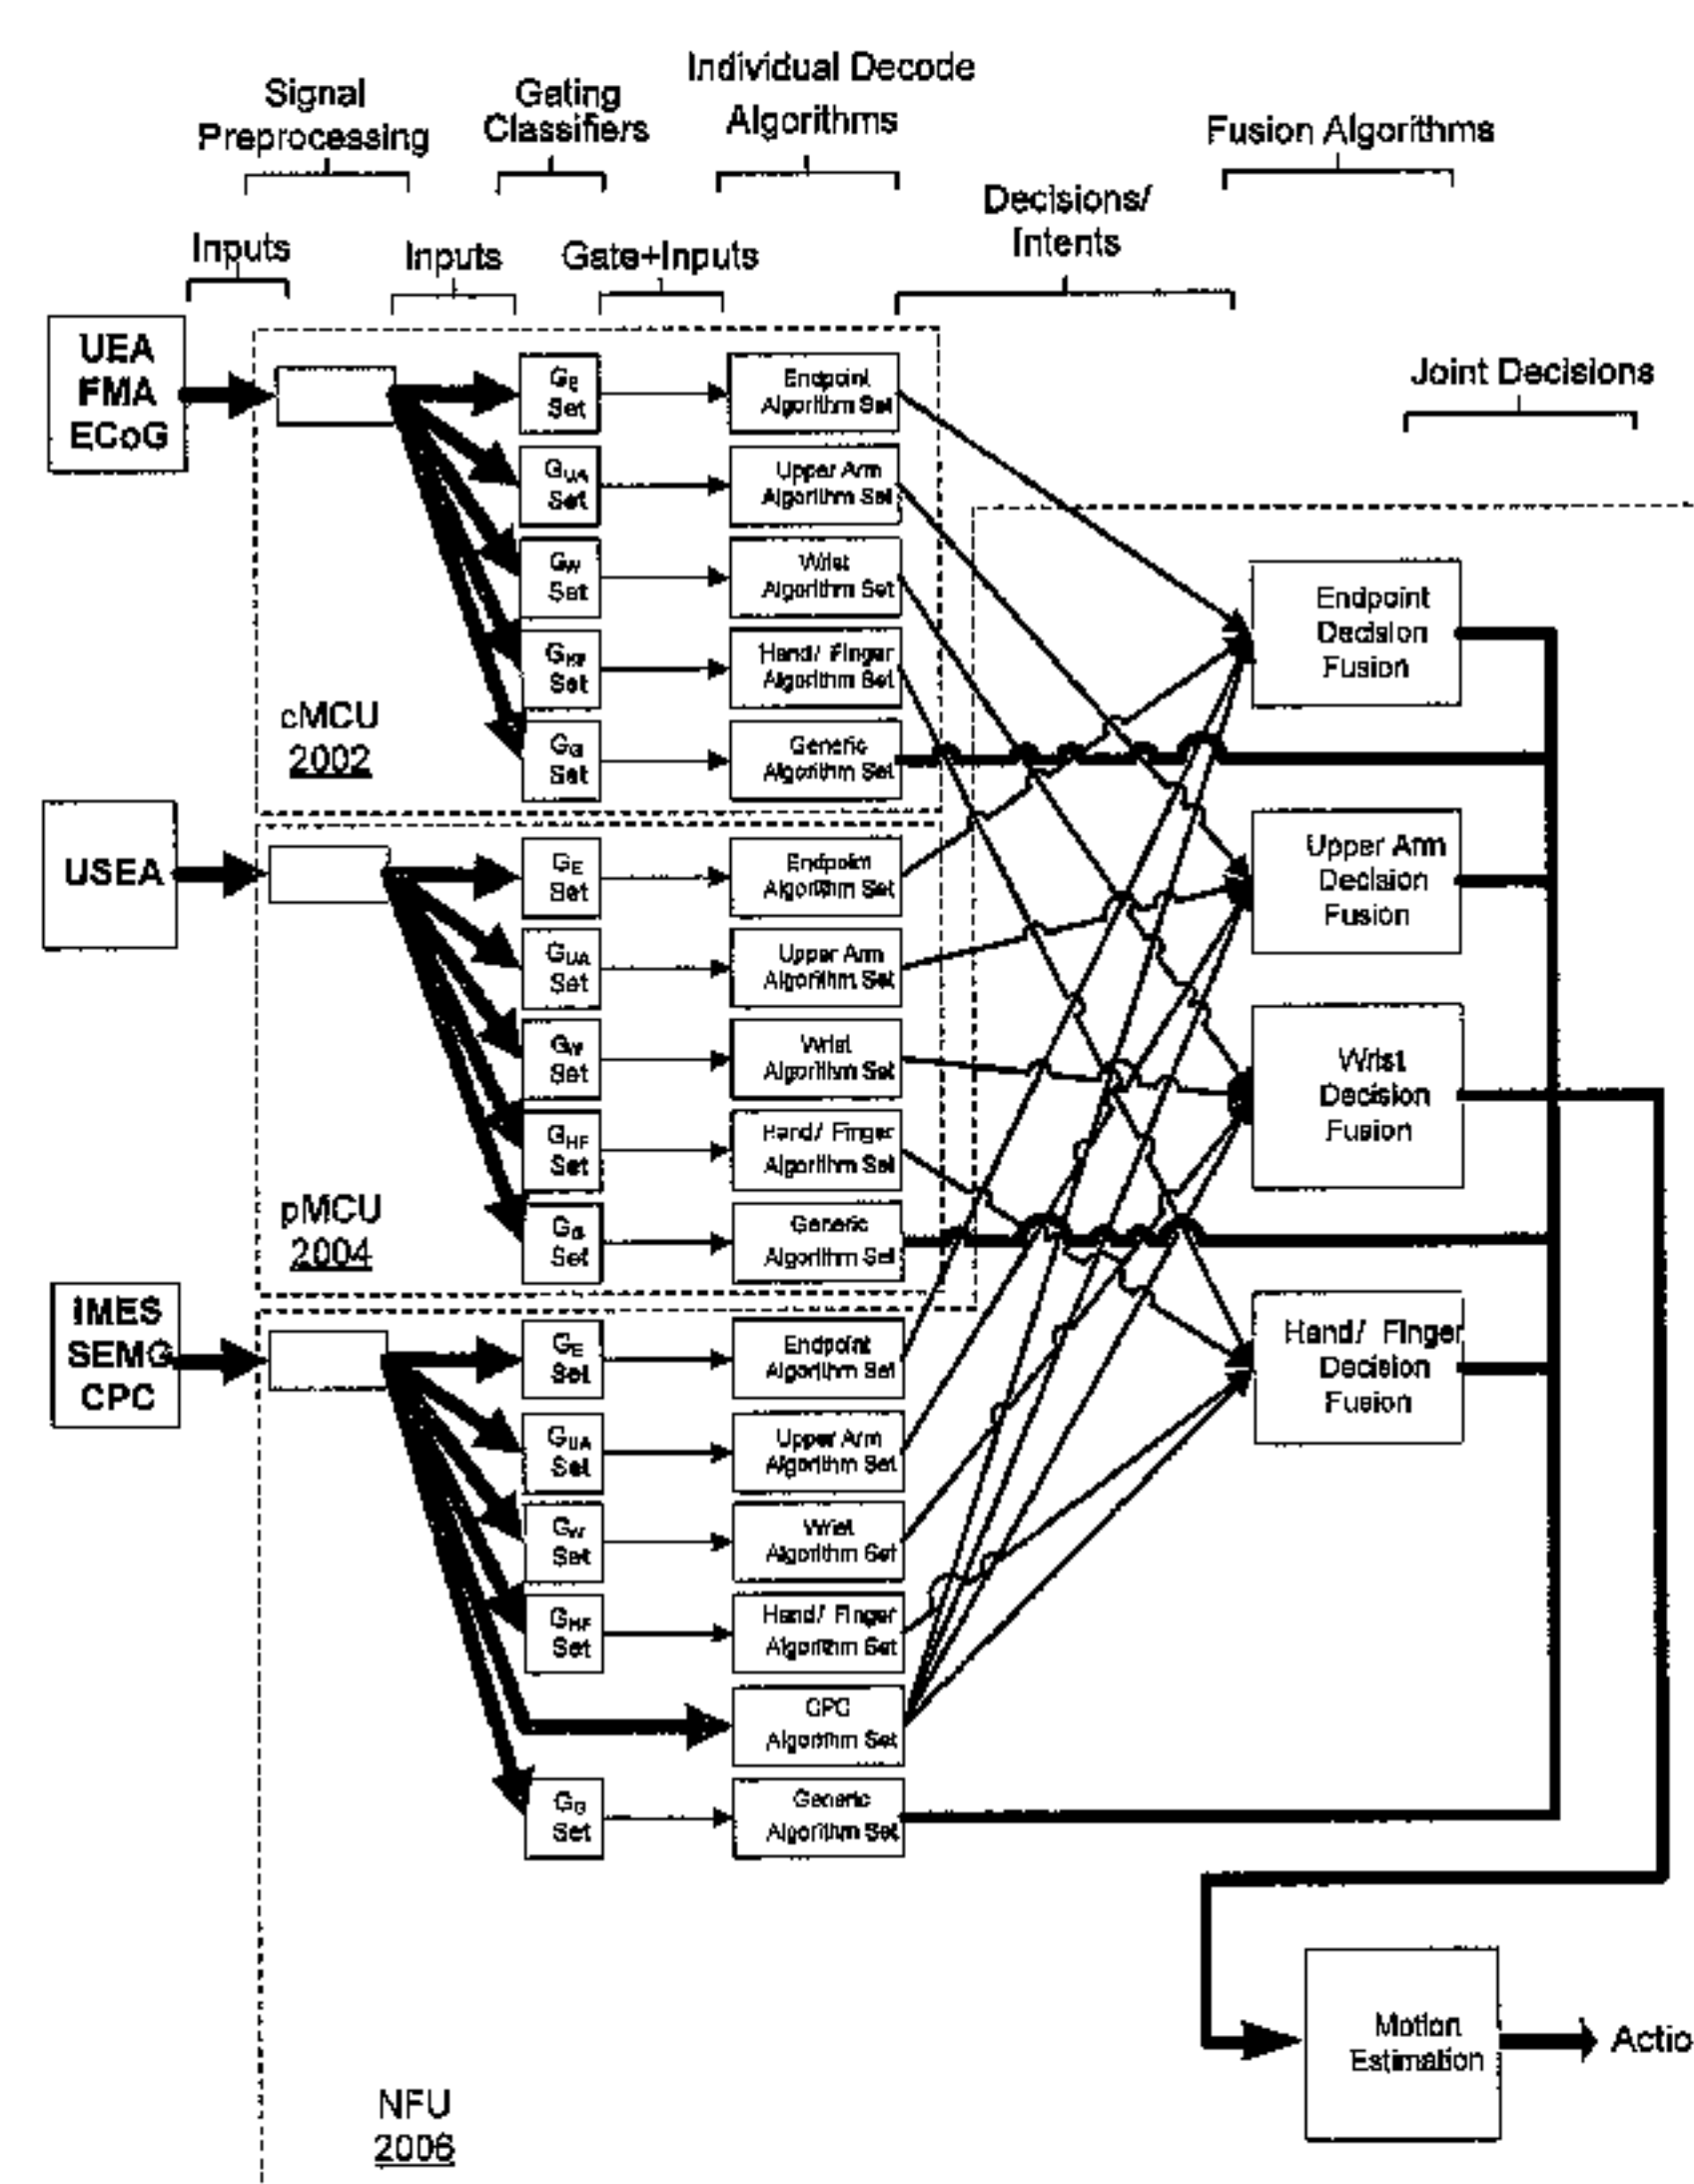 Individual Decode
Algorithms
Signal
Preprocessing
Gating
Classifiers
Fusion Algorithms
Decisions/
Intents
Inputs
Inputs
Gate+Inputs
Joint Decisions
UEA
FMA
ECoG
GE
Set
Endpoint
Algorithm Set
GUA
Set
Upper Arm
Algorithm Set
GW
Set
Wrist
Algorithm Set
GHF
Set
Hand/ Finger
Algorithm Set
GG
Set
Generic
Algorithm Set
cMCU
2002
Endpoint
Decision
Fusion
USEA
GE
Set
Endpoint
Algorithm Set
GUA
Set
Upper Arm
Algorithm Set
GW
Set
Wrist
Algorithm Set
GHF
Set
Hand/ Finger
Algorithm Set
GG
Set
Generic
Algorithm Set
pMCU
2004
Upper Arm
Decision
Fusion
Wrist
Decision
Fusion
Hand/ Finger
Decision
Fusion
IMES
SEMG
CPC
GE
Set
Endpoint
Algorithm Set
GUA
Set
Upper Arm
Algorithm Set
GW
Set
Wrist
Algorithm Set
GHF
Set
Hand/ Finger
Algorithm Set
CPC
Algorithm Set
GG
Set
Generic
Algorithm Set
Motion
Estimation
Actio
NFU
2006